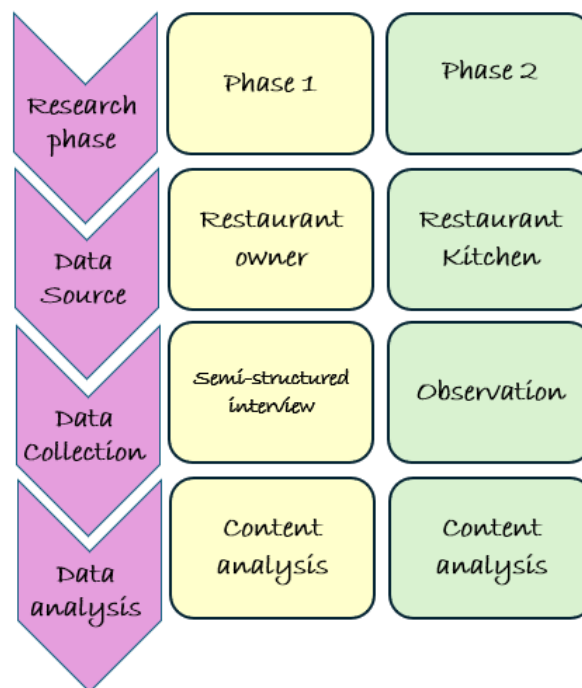 Research
phase
Phase 1
Phase 2
Data
Source
Restaurant
owner
Restaurant
Kitchen
Data
Collection
Semi-structured
interview
Observation
Data
analysis
Content
analysis
Content
analysis